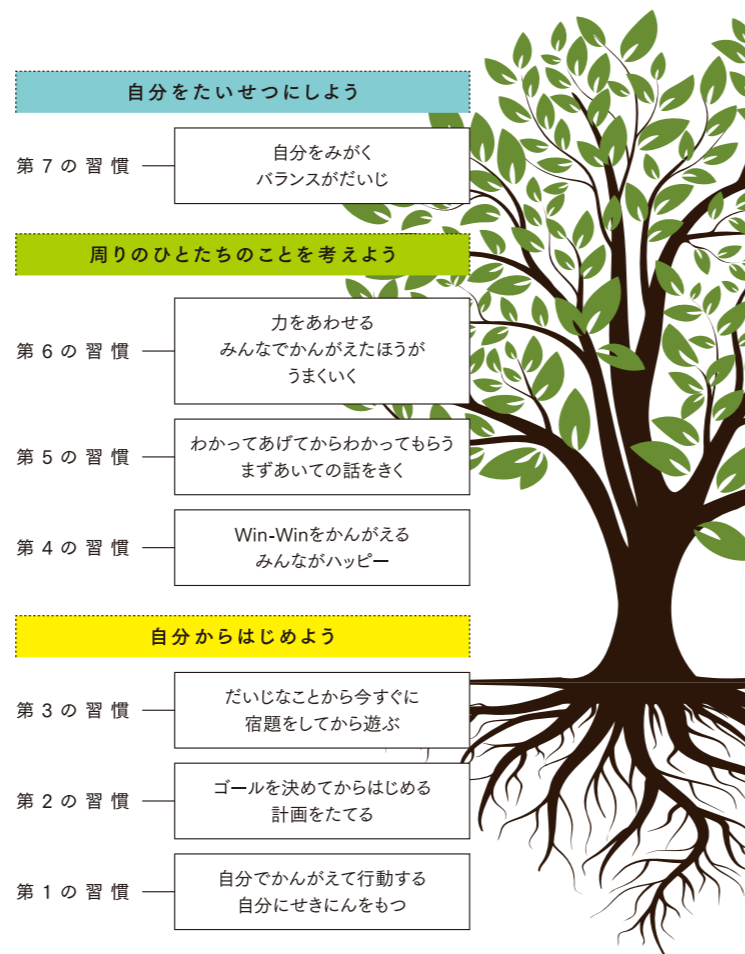 自分をたいせつにしよう
第7の習慣
自分をみがく
バランスがだいじ
周りのひとたちのことを考えよう
第6の習慣
力をあわせる
みんなでかんがえたほうが
うまくいく
第5の習慣
わかってあげてからわかってもらう
まずあいての話をきく
第4の習慣
Win-Winをかんがえる
みんながハッピー
自分からはじめよう
第3の習慣
だいじなことから今すぐに
宿題をしてから遊ぶ
第2の習慣
ゴールを決めてからはじめる
計画をたてる
第1の習慣
自分でかんがえて行動する
自分にせきにんをもつ